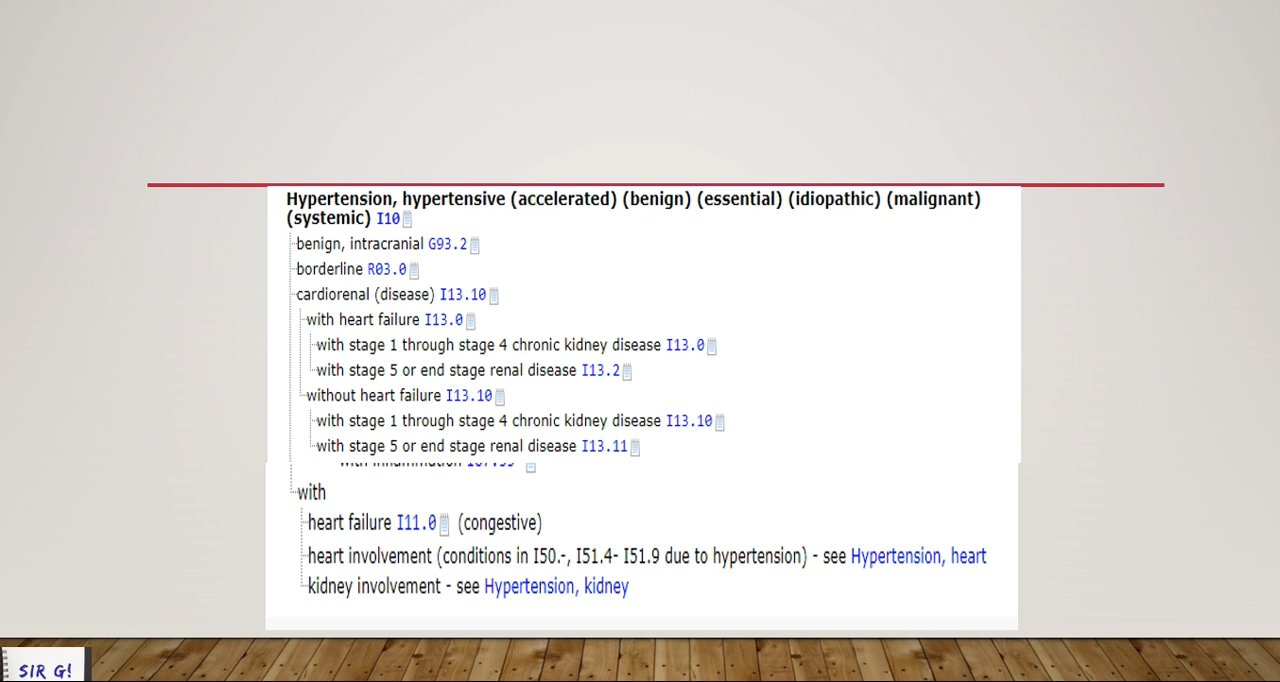 Hypertension, hypertensive (accelerated) (benign) (essential) (idiopathic) (malignant)
(systemic) I10
benign, intracranial G93.2
borderline R03.0
cardiorenal (disease) I13.10
with heart failure I13.0
with stage 1 through stage 4 chronic kidney disease I13.0
with stage 5 or end stage renal disease I13.2
without heart failure I13.10
with stage 1 through stage 4 chronic kidney disease I13.10
with stage 5 or end stage renal disease I13.11
with inflammation
with
heart failure I11.0 (congestive)
heart involvement (conditions in I50.-, I51.4- I51.9 due to hypertension) - see Hypertension, heart
kidney involvement - see Hypertension, kidney
SIR G!